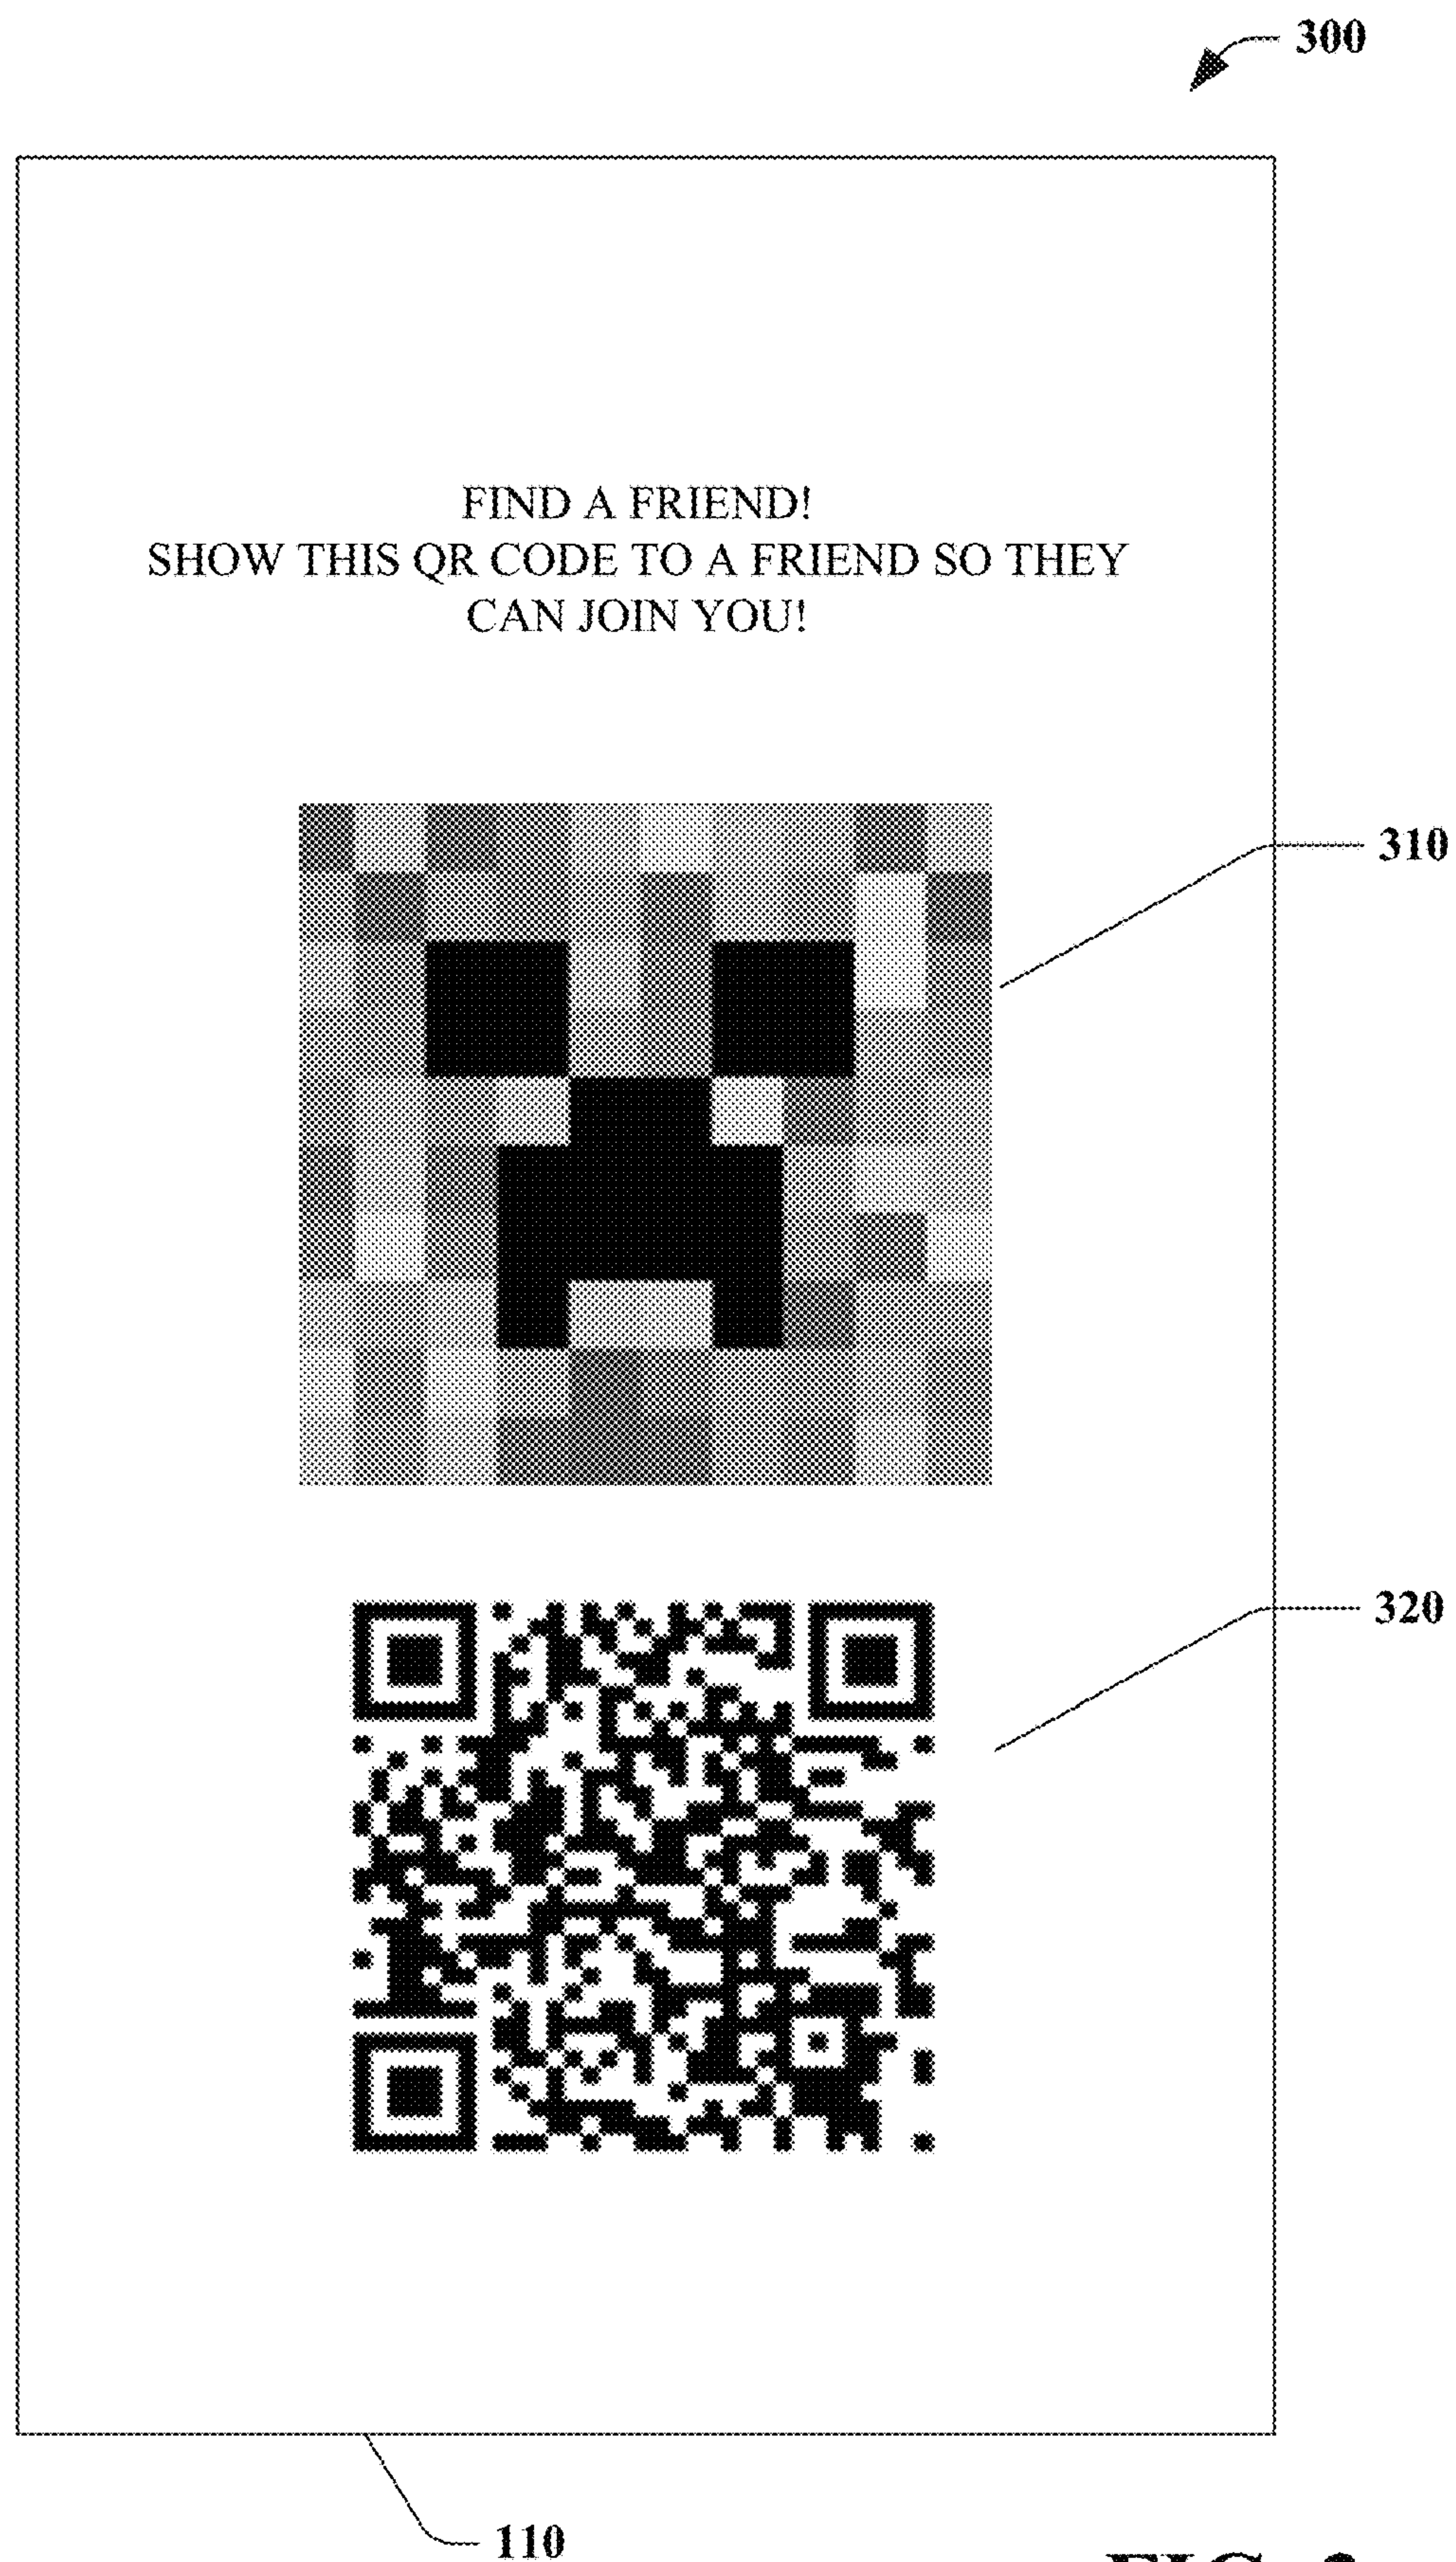 300
FIND A FRIEND!
SHOW THIS QR CODE TO A FRIEND SO THEY
CAN JOIN YOU!
310
320
110